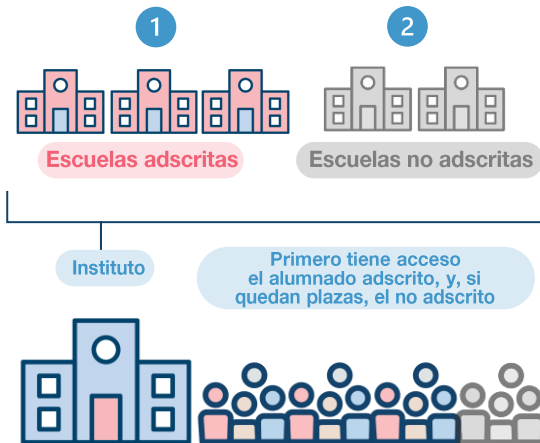 1
2
Escuelas adscritas
Escuelas no adscritas
Instituto
Primero tiene acceso
el alumnado adscrito, y, si
quedan plazas, el no adscrito